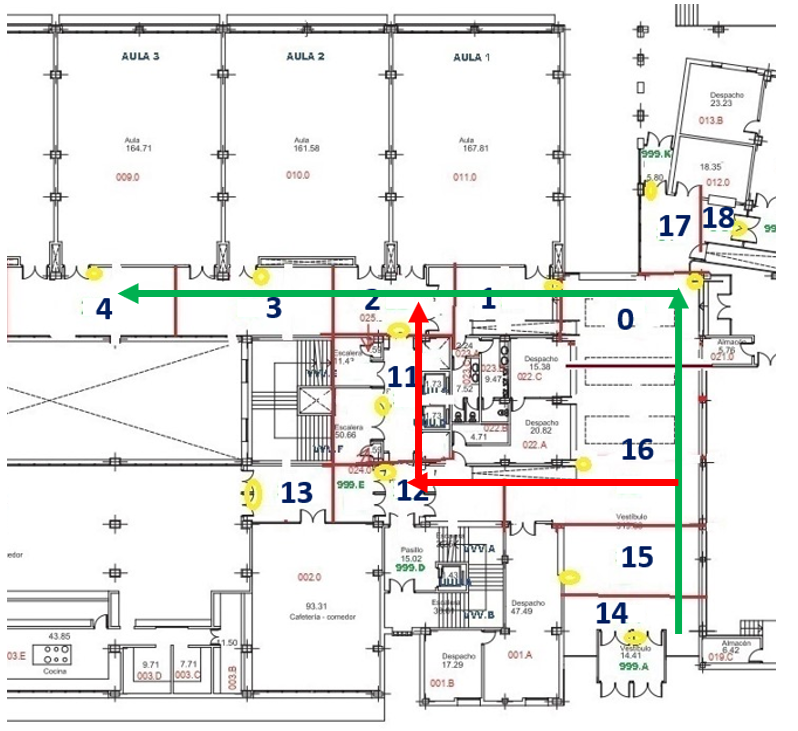 AULA 3
AULA 2
AULA 1
Despacho
23.23
013.B
Aula
164.71
Aula
161.58
Aula
167.81
999.K
5.80
18.35
012.0
009.0
010.0
011.0
17
18
99
4
3
2
1
0
025
Almacén
5.76
021.0
Escalera
11.43
11
2.24
023.A
7.52
9.47
Despacho
15.38
022.C
1.73
1.73
Escalera
50.66
022.B
4.71
Despacho
20.82
022.A
16
024.0
999.E
13
12
Vestíbulo
Pasillo
15.02
999.D
VVV.A
15
002.0
93.31
Cafetería - comedor
1.43
Escalera
VVV.B
Despacho
47.49
14
43.85
03.E
Cocina
9.71
003.D
7.71
003.C
11.50
003.B
Despacho
17.29
001.B
001.A
Vestíbulo
14.41
999.A
Almacén
6.42
019.C